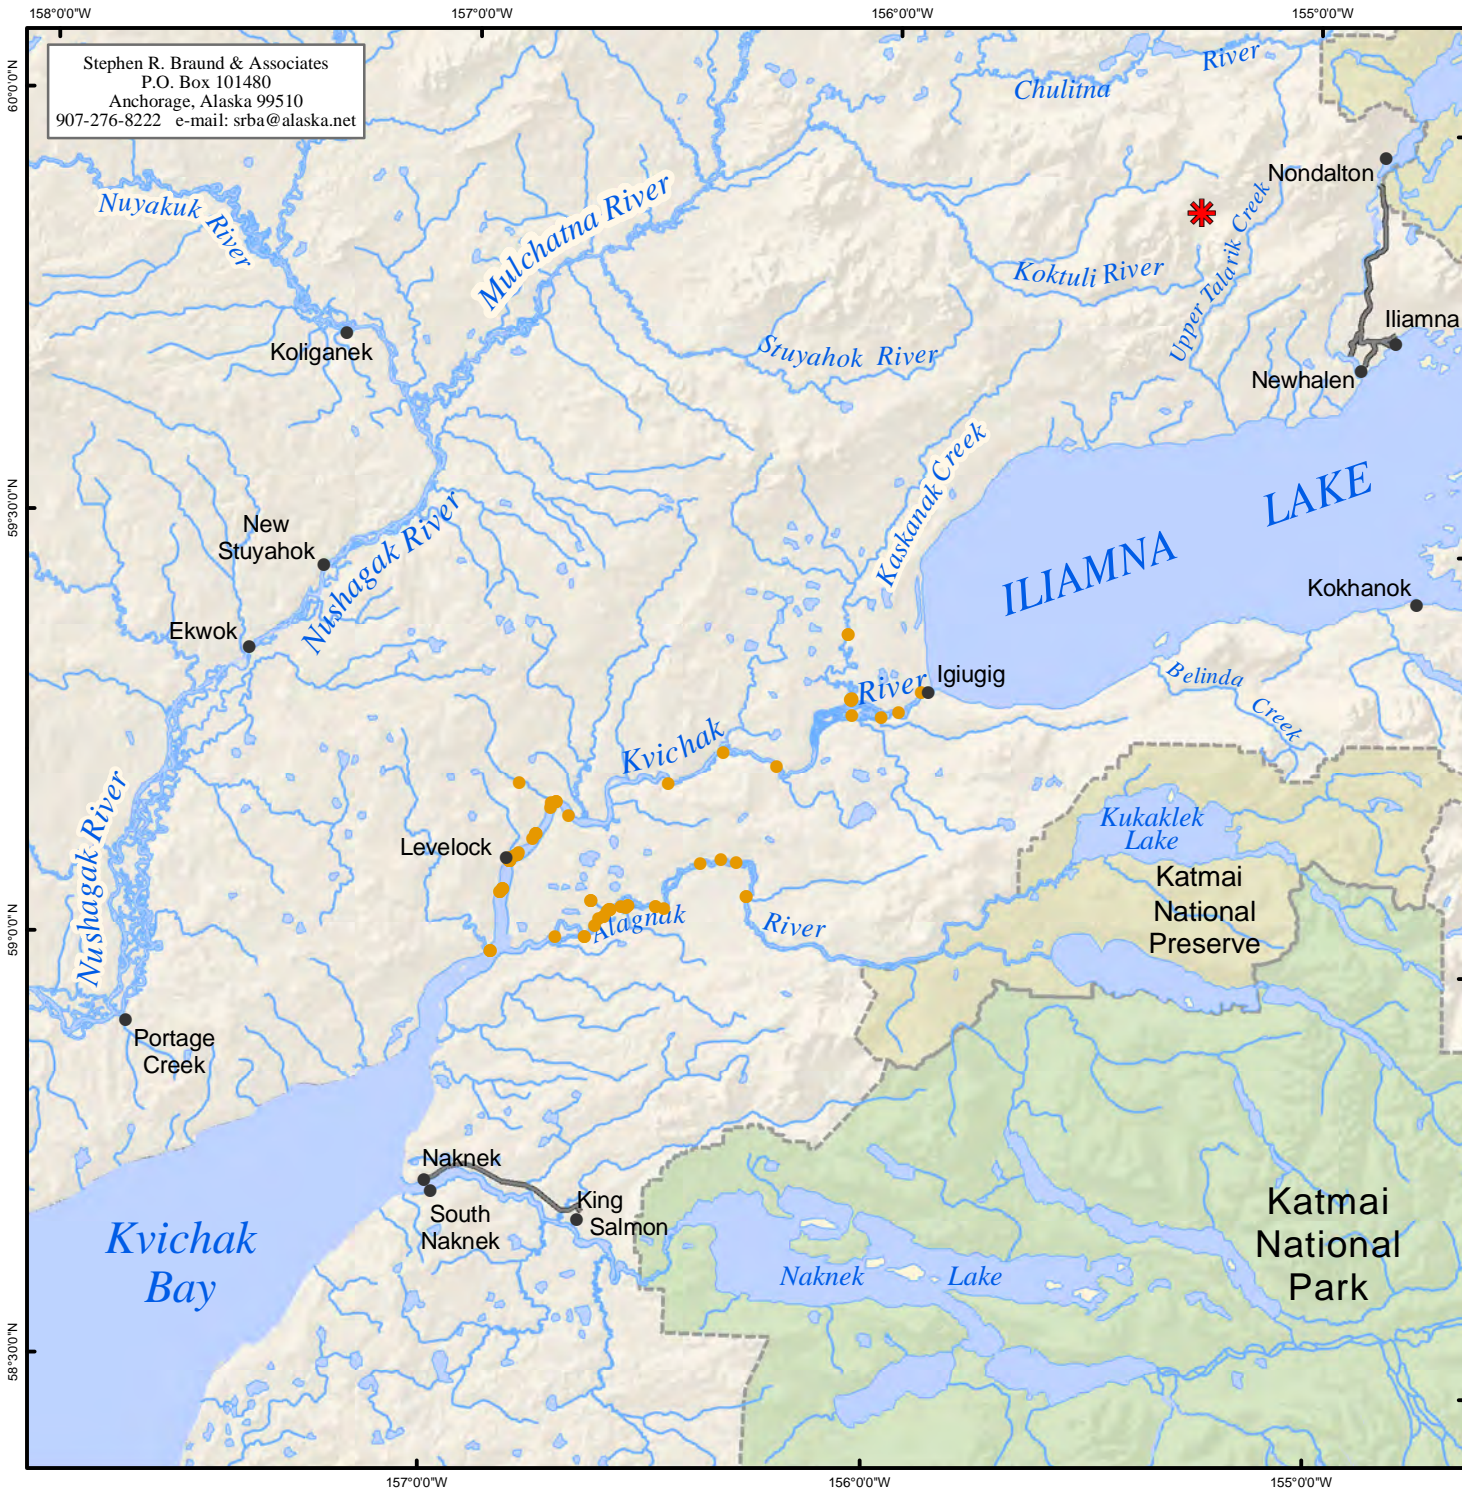 158°0'0"W
157°0'0"W
156°0'0"W
155°0'0"W
60°0'0"N
59°30'0"N
59°0'0"N
58°30'0"N
Stephen R. Braund & Associates
P.O. Box 101480
Anchorage, Alaska 99510
907-276-8222 e-mail: srba@alaska.net
Chulitna River
Nondalton
Nuyakuk River
Mulchatna River
Upper Talarik Creek
Koktuli River
Iliamna
Koliganek
Stuyahok River
Newhalen
Kaskanak Creek
ILIAMNA LAKE
New
Stuyahok
Nushagak River
Kokhanok
Ekwok
Igiugig
Belinda Creek
Kvichak River
Nushagak River
Levelock
Kukaklek
Lake
Katmai
National
Preserve
Alagnak River
Portage
Creek
Naknek
South
Naknek
King
Salmon
Katmai
National
Park
Kvichak
Bay
Naknek Lake
157°0'0"W
156°0'0"W
155°0'0"W